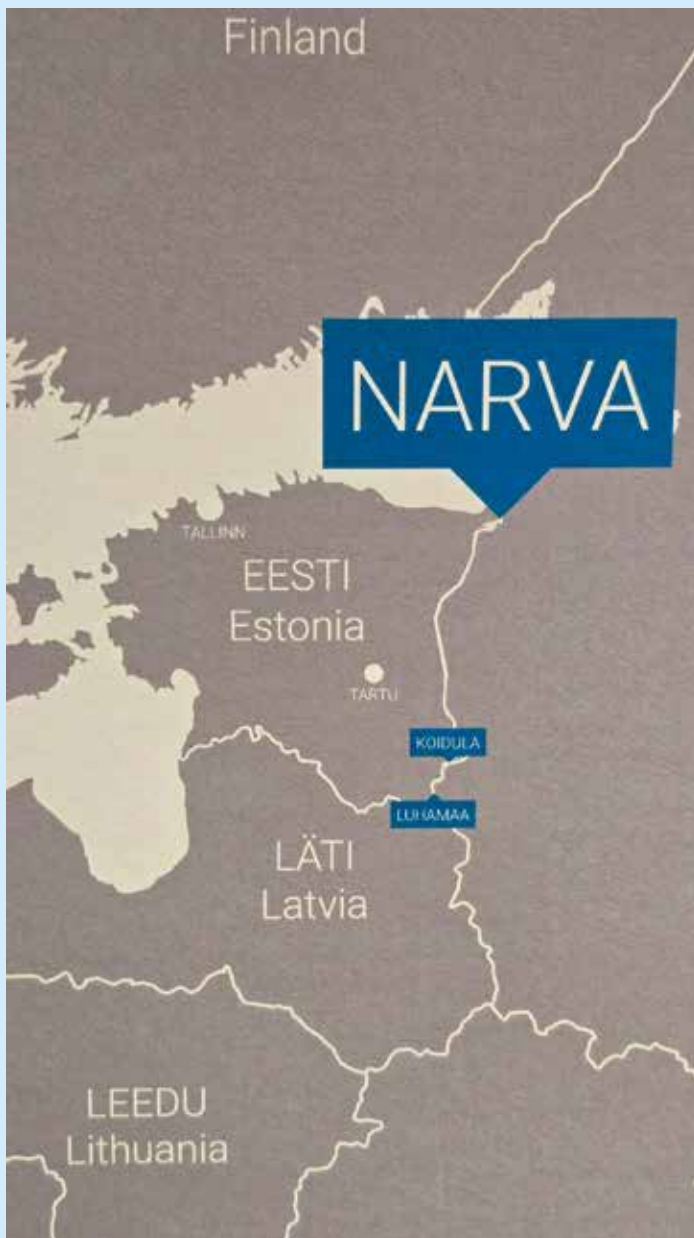 Finland
NARVA
TALLINN
EESTI
Estonia
TARTU
KOIDULA
LUHAMAA
LÄTI
Latvia
LEEDU
Lithuania